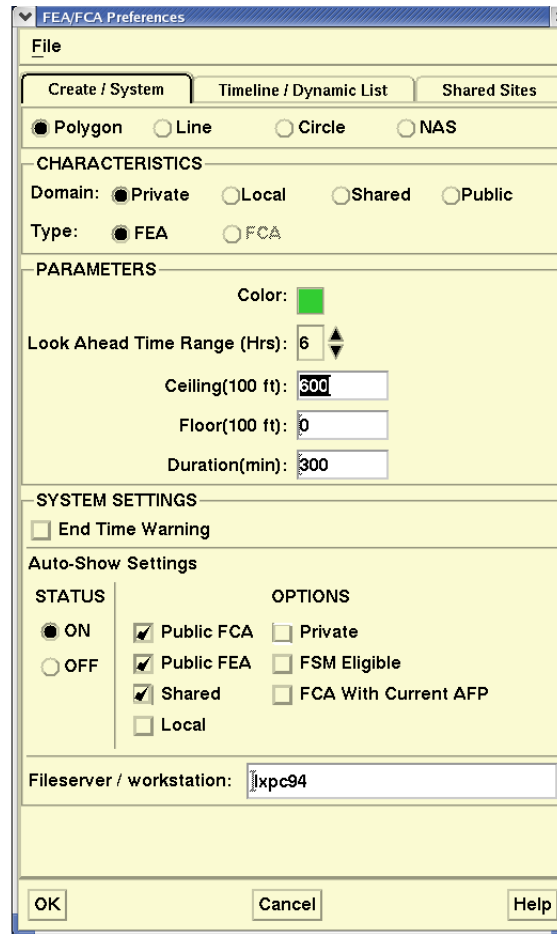 FEA/FCA Preferences
File
Create / System Timeline / Dynamic List Shared Sites
Polygon Line Circle NAS
CHARACTERISTICS
Domain: Private Local Shared Public
Type: FEA FCA
PARAMETERS
Color:
Look Ahead Time Range (Hrs): 6
Ceiling(100 ft): 600
Floor(100 ft): 0
Duration(min): 300
SYSTEM SETTINGS
End Time Warning
Auto-Show Settings
STATUS OPTIONS
ON Public FCA Private
OFF Public FEA FSM Eligible
Shared FCA With Current AFP
Local
Fileserver / workstation: lxpc94
OK Cancel Help